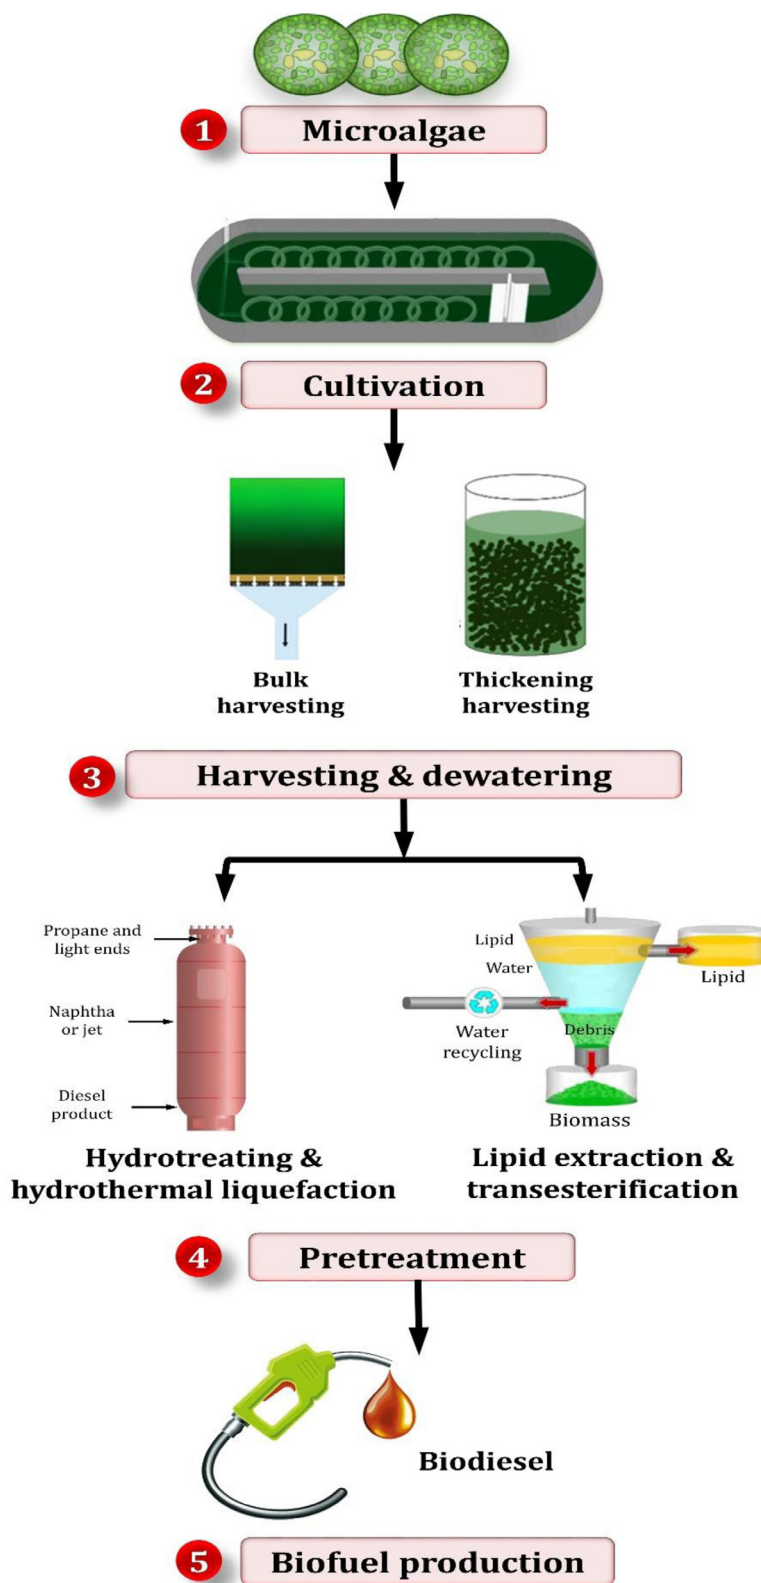 1
Microalgae
2
Cultivation
Bulk
harvesting
Thickening
harvesting
3
Harvesting & dewatering
Propane and
light ends
Naphtha
or jet
Diesel
product
Lipid
Water
Lipid
Water
recycling
Debris
Biomass
Hydrotreating &
hydrothermal liquefaction
Lipid extraction &
transesterification
4
Pretreatment
Biodiesel
5
Biofuel production